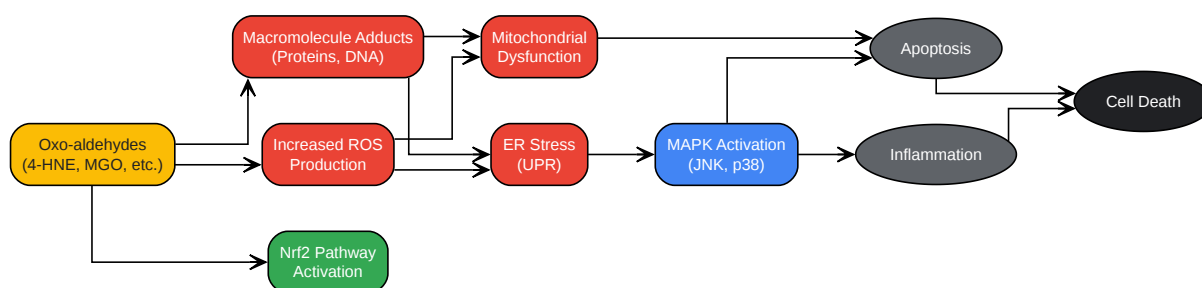 Macromolecule Adducts
(Proteins, DNA)
Mitochondrial
Dysfunction
Apoptosis
Cell Death
Oxo-aldehydes
(4-HNE, MGO, etc.)
Increased ROS
Production
ER Stress
(UPR)
MAPK Activation
(JNK, p38)
Inflammation
Nrf2 Pathway
Activation